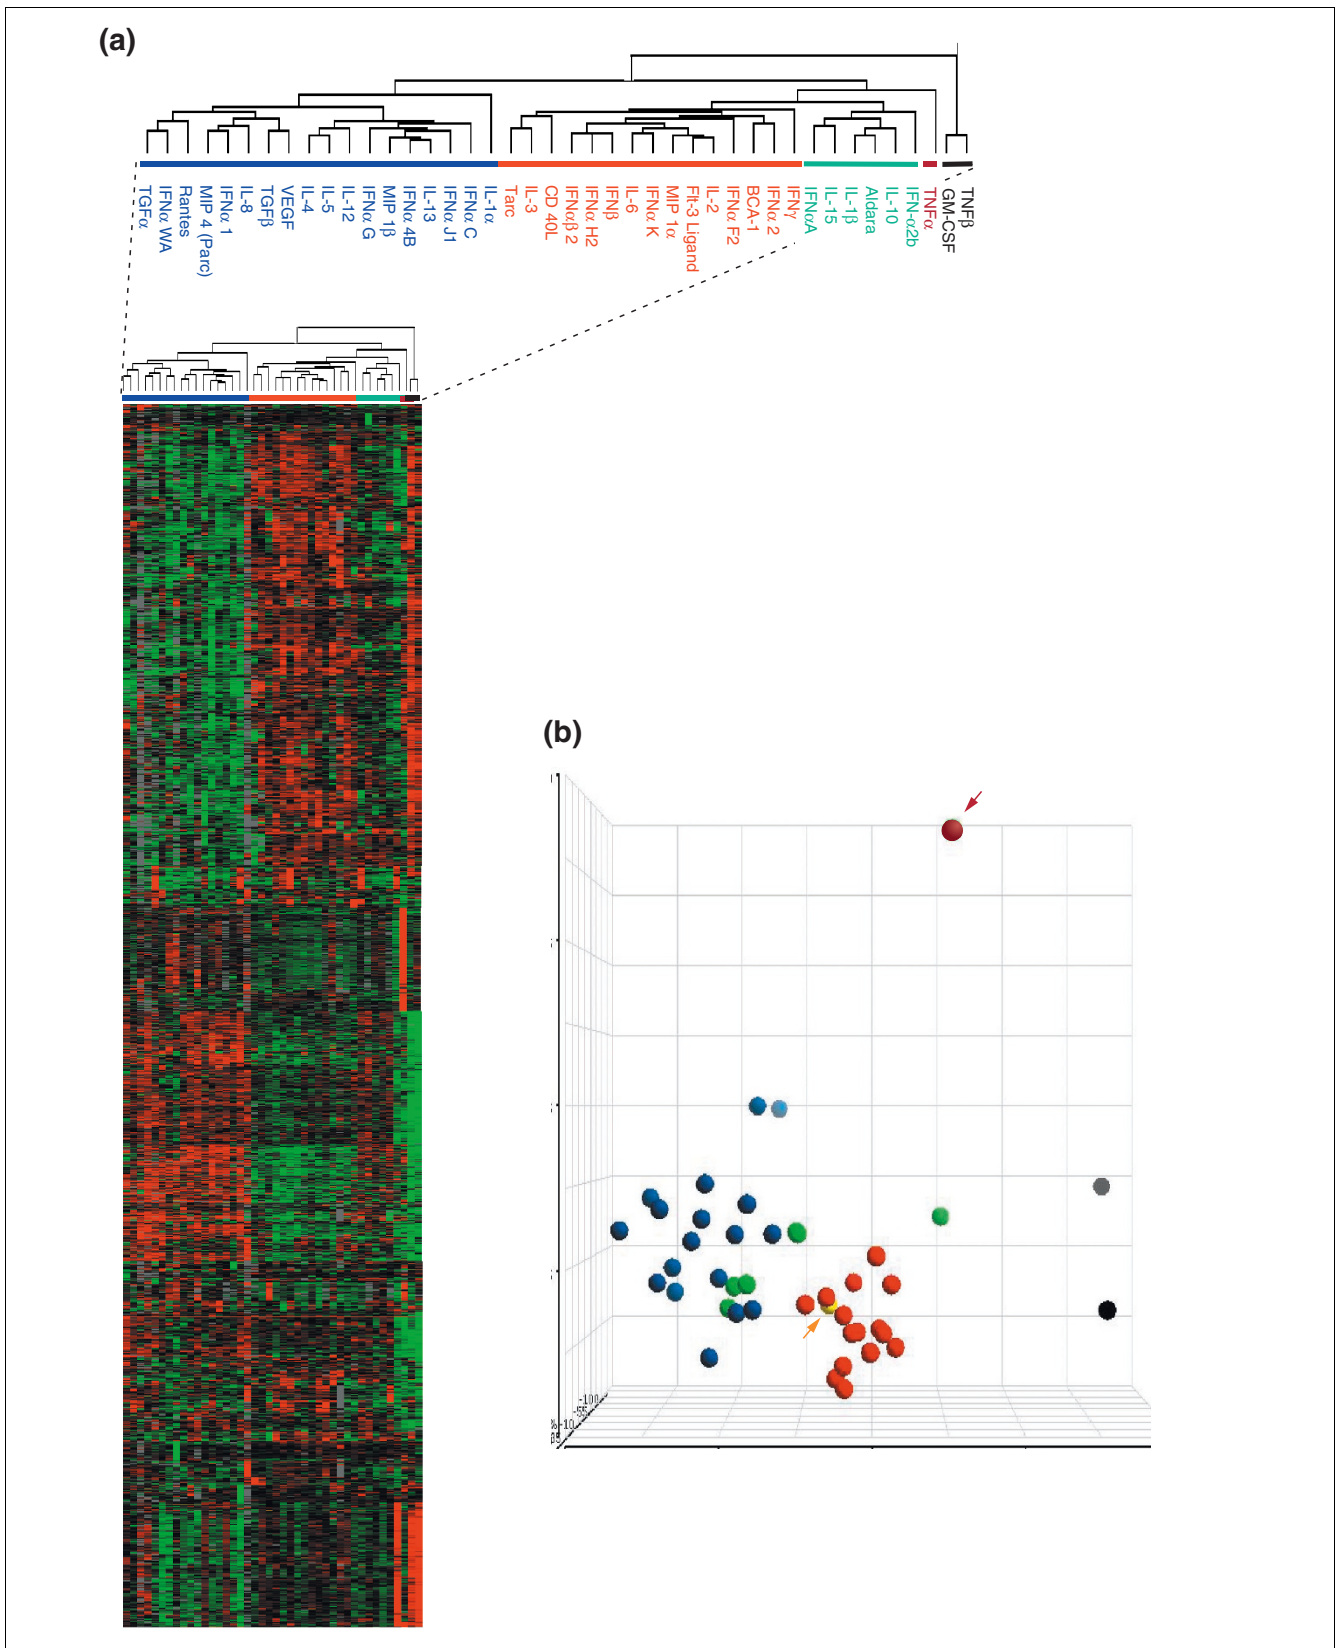 (a)
TGFα
IFNα WA
Rantes
MIP 4 (Parc)
IFNα 1
IL-8
TGFβ
VEGF
IL-4
IL-5
IL-12
IFNα G
MIP 1β
IFNα 4B
IL-13
IFNα J1
IFNα C
IL-1α
Tarc
IL-3
CD 40L
IFNαβ 2
IFNα H2
IFNβ
IL-6
IFNα K
MIP 1α
Flt-3 Ligand
IL-2
IFNα F2
BCA-1
IFNα 2
IFNγ
IFNαA
IL-15
IL-1β
Aldara
IL-10
IFN-α2b
TNFα
GM-CSF
TNFβ
(b)
-100
-55
-10